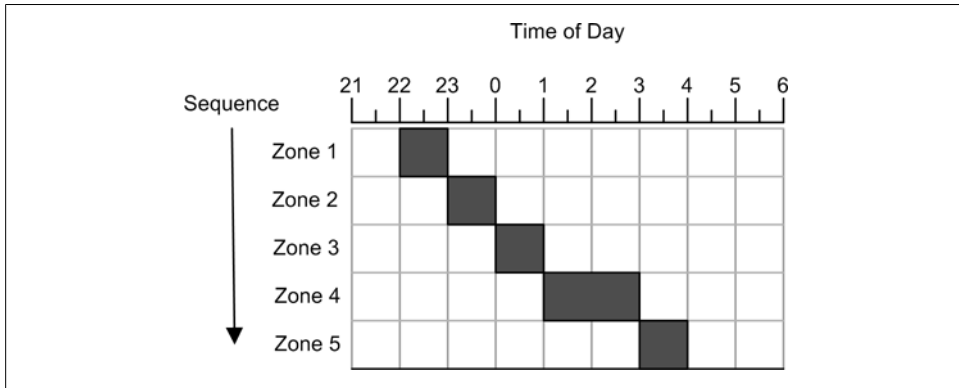 Time of Day
21 22 23 0 1 2 3 4 5 6
Sequence
Zone 1
Zone 2
Zone 3
Zone 4
Zone 5